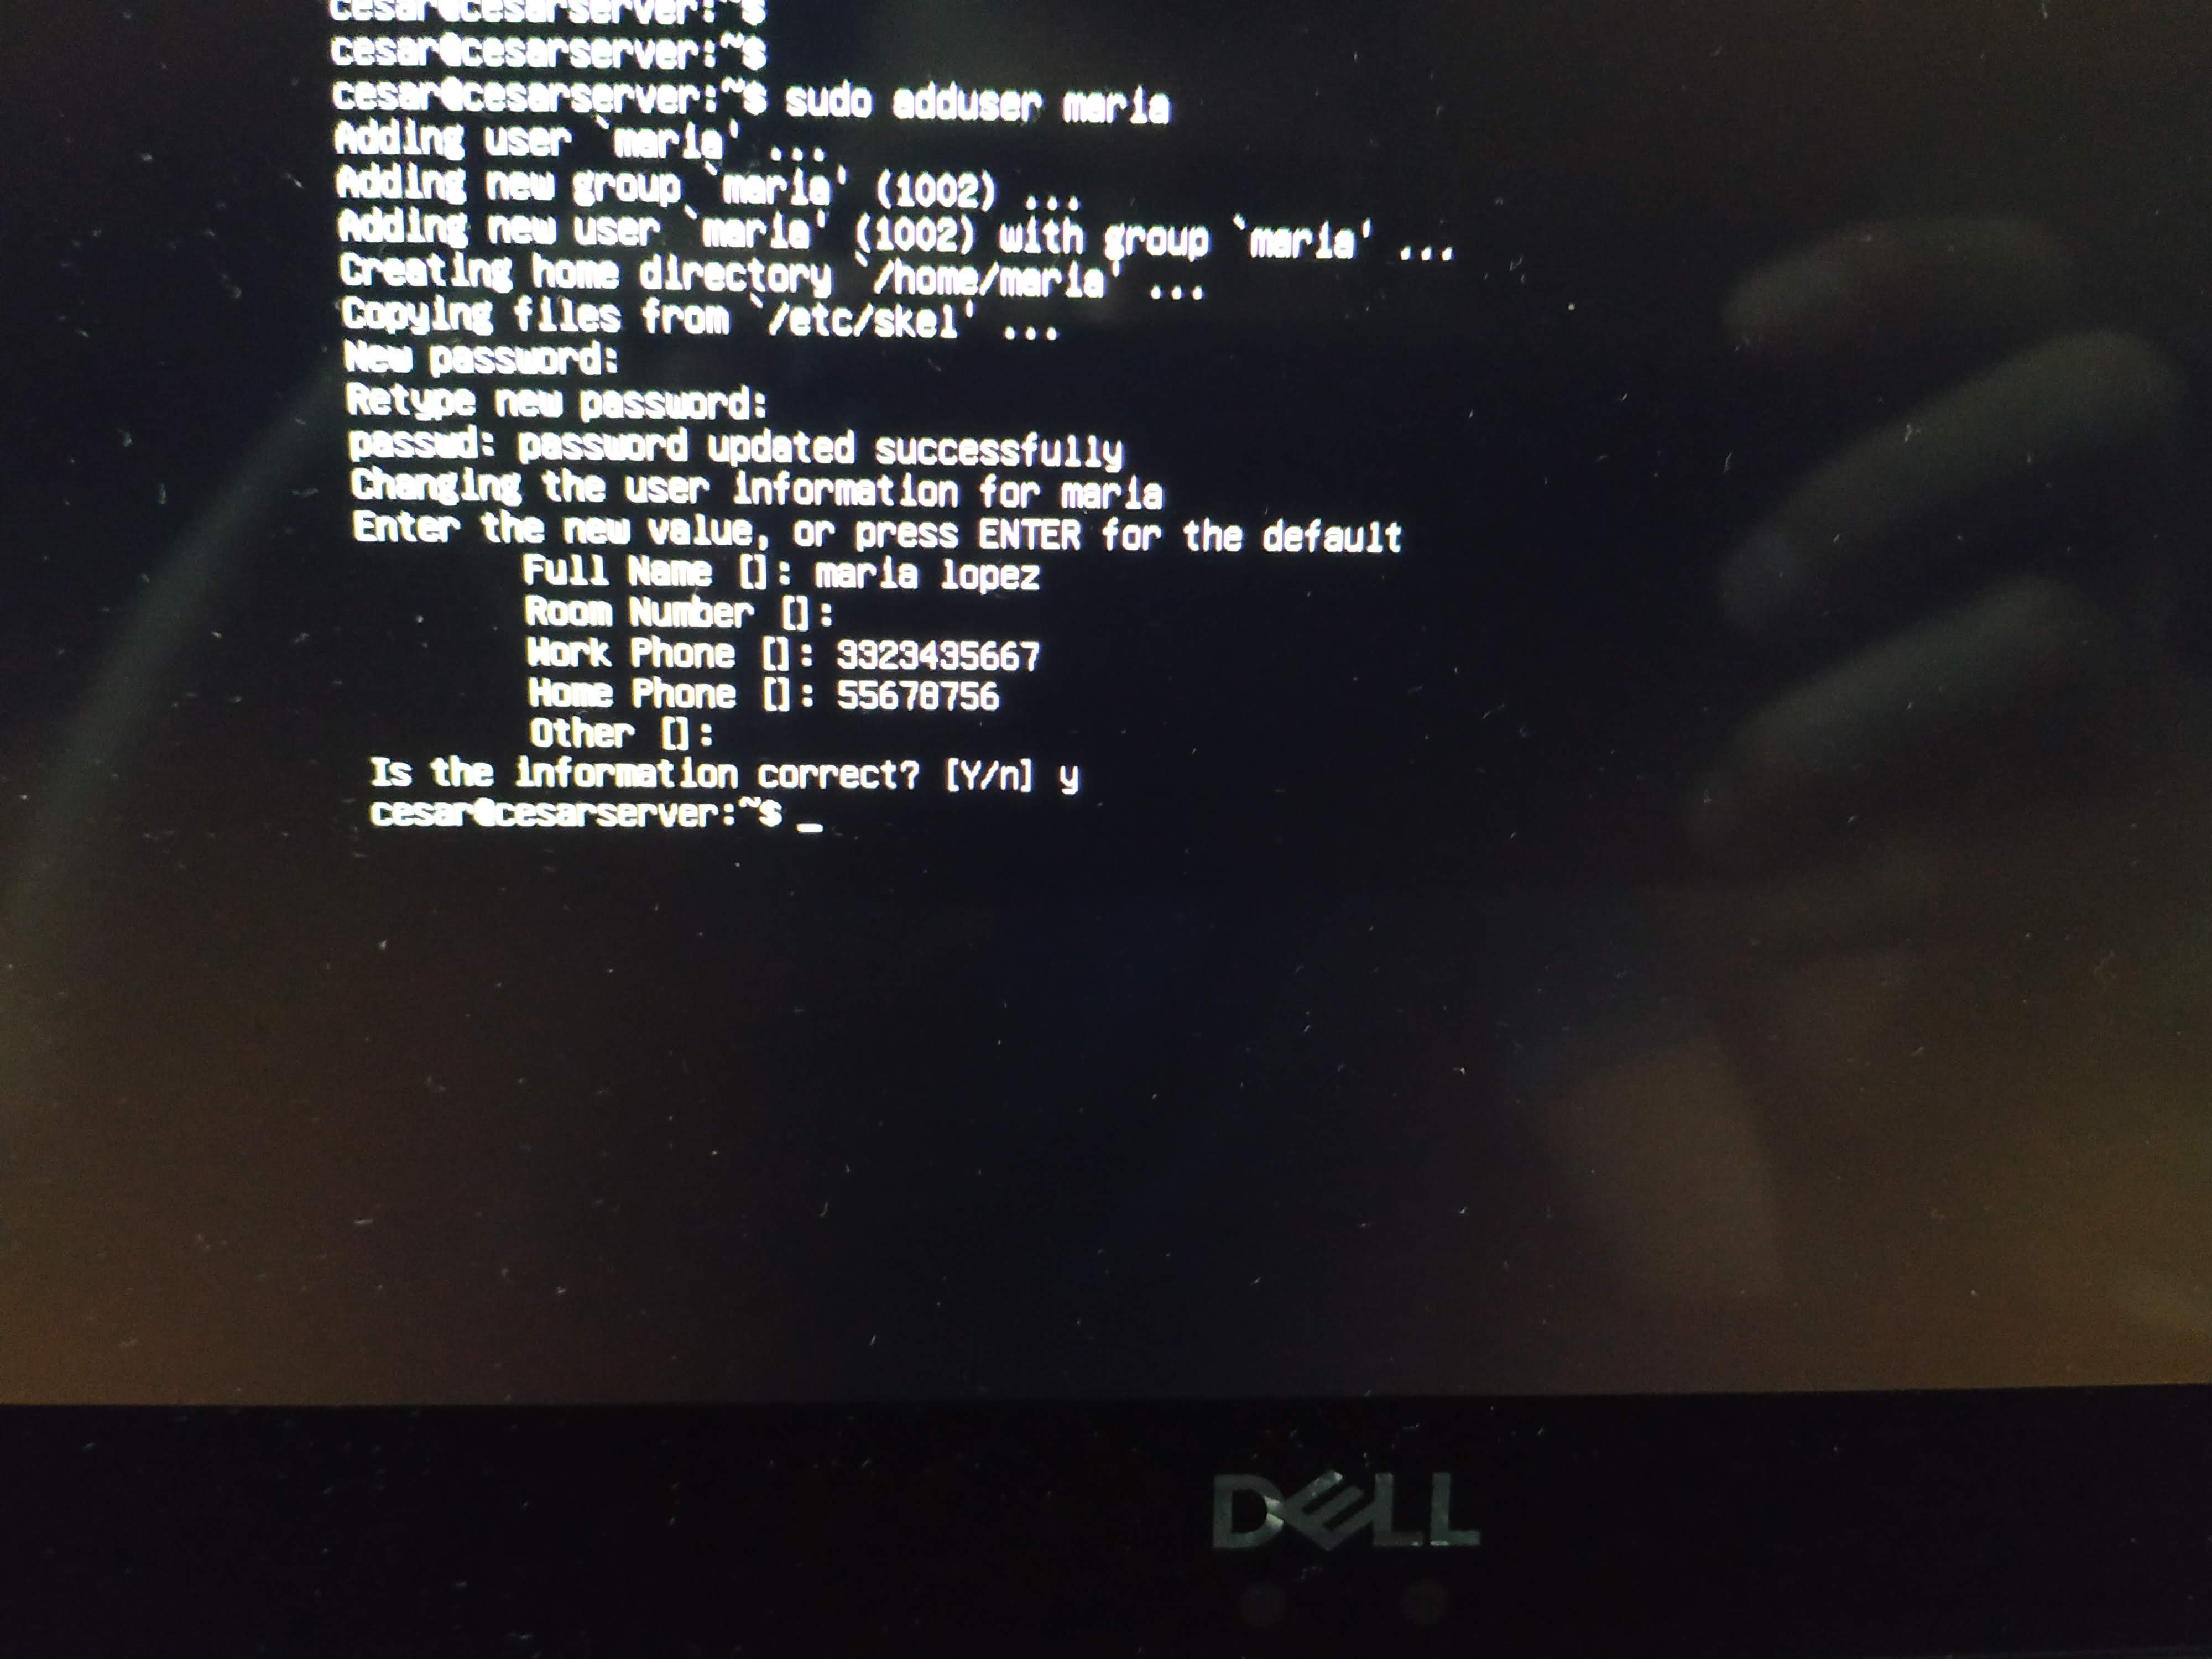 cesar@cesarserver:~$
cesar@cesarserver:~$
cesar@cesarserver:~$ sudo adduser maria
Adding user `maria' ...
Adding new group `maria' (1002) ...
Adding new user `maria' (1002) with group `maria' ...
Creating home directory `/home/maria' ...
Copying files from `/etc/skel' ...
New password:
Retype new password:
passwd: password updated successfully
Changing the user information for maria
Enter the new value, or press ENTER for the default
Full Name []: maria lopez
Room Number []:
Work Phone []: 3323435667
Home Phone []: 55678756
Other []:
Is the information correct? [Y/n] y
cesar@cesarserver:~$ _
DELL